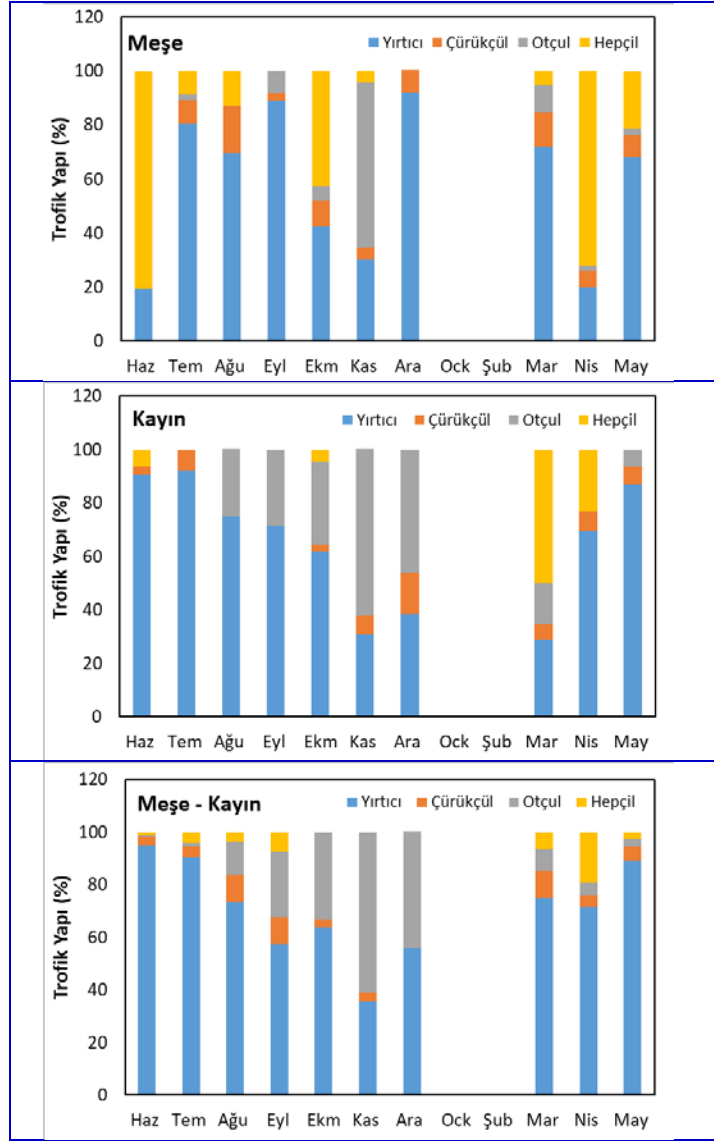 120
Meşe
Yırtıcı Çürükçül Otçul Hepçil
100
80
60
40
20
0
Trofik Yapı (%)
Haz Tem Ağu Eyl Ekm Kas Ara Ock Şub Mar Nis May
120
Kayın
Yırtıcı Çürükçül Otçul Hepçil
100
80
60
40
20
0
Trofik Yapı (%)
Haz Tem Ağu Eyl Ekm Kas Ara Ock Şub Mar Nis May
120
Meşe - Kayın
Yırtıcı Çürükçül Otçul Hepçil
100
80
60
40
20
0
Trofik Yapı (%)
Haz Tem Ağu Eyl Ekm Kas Ara Ock Şub Mar Nis May